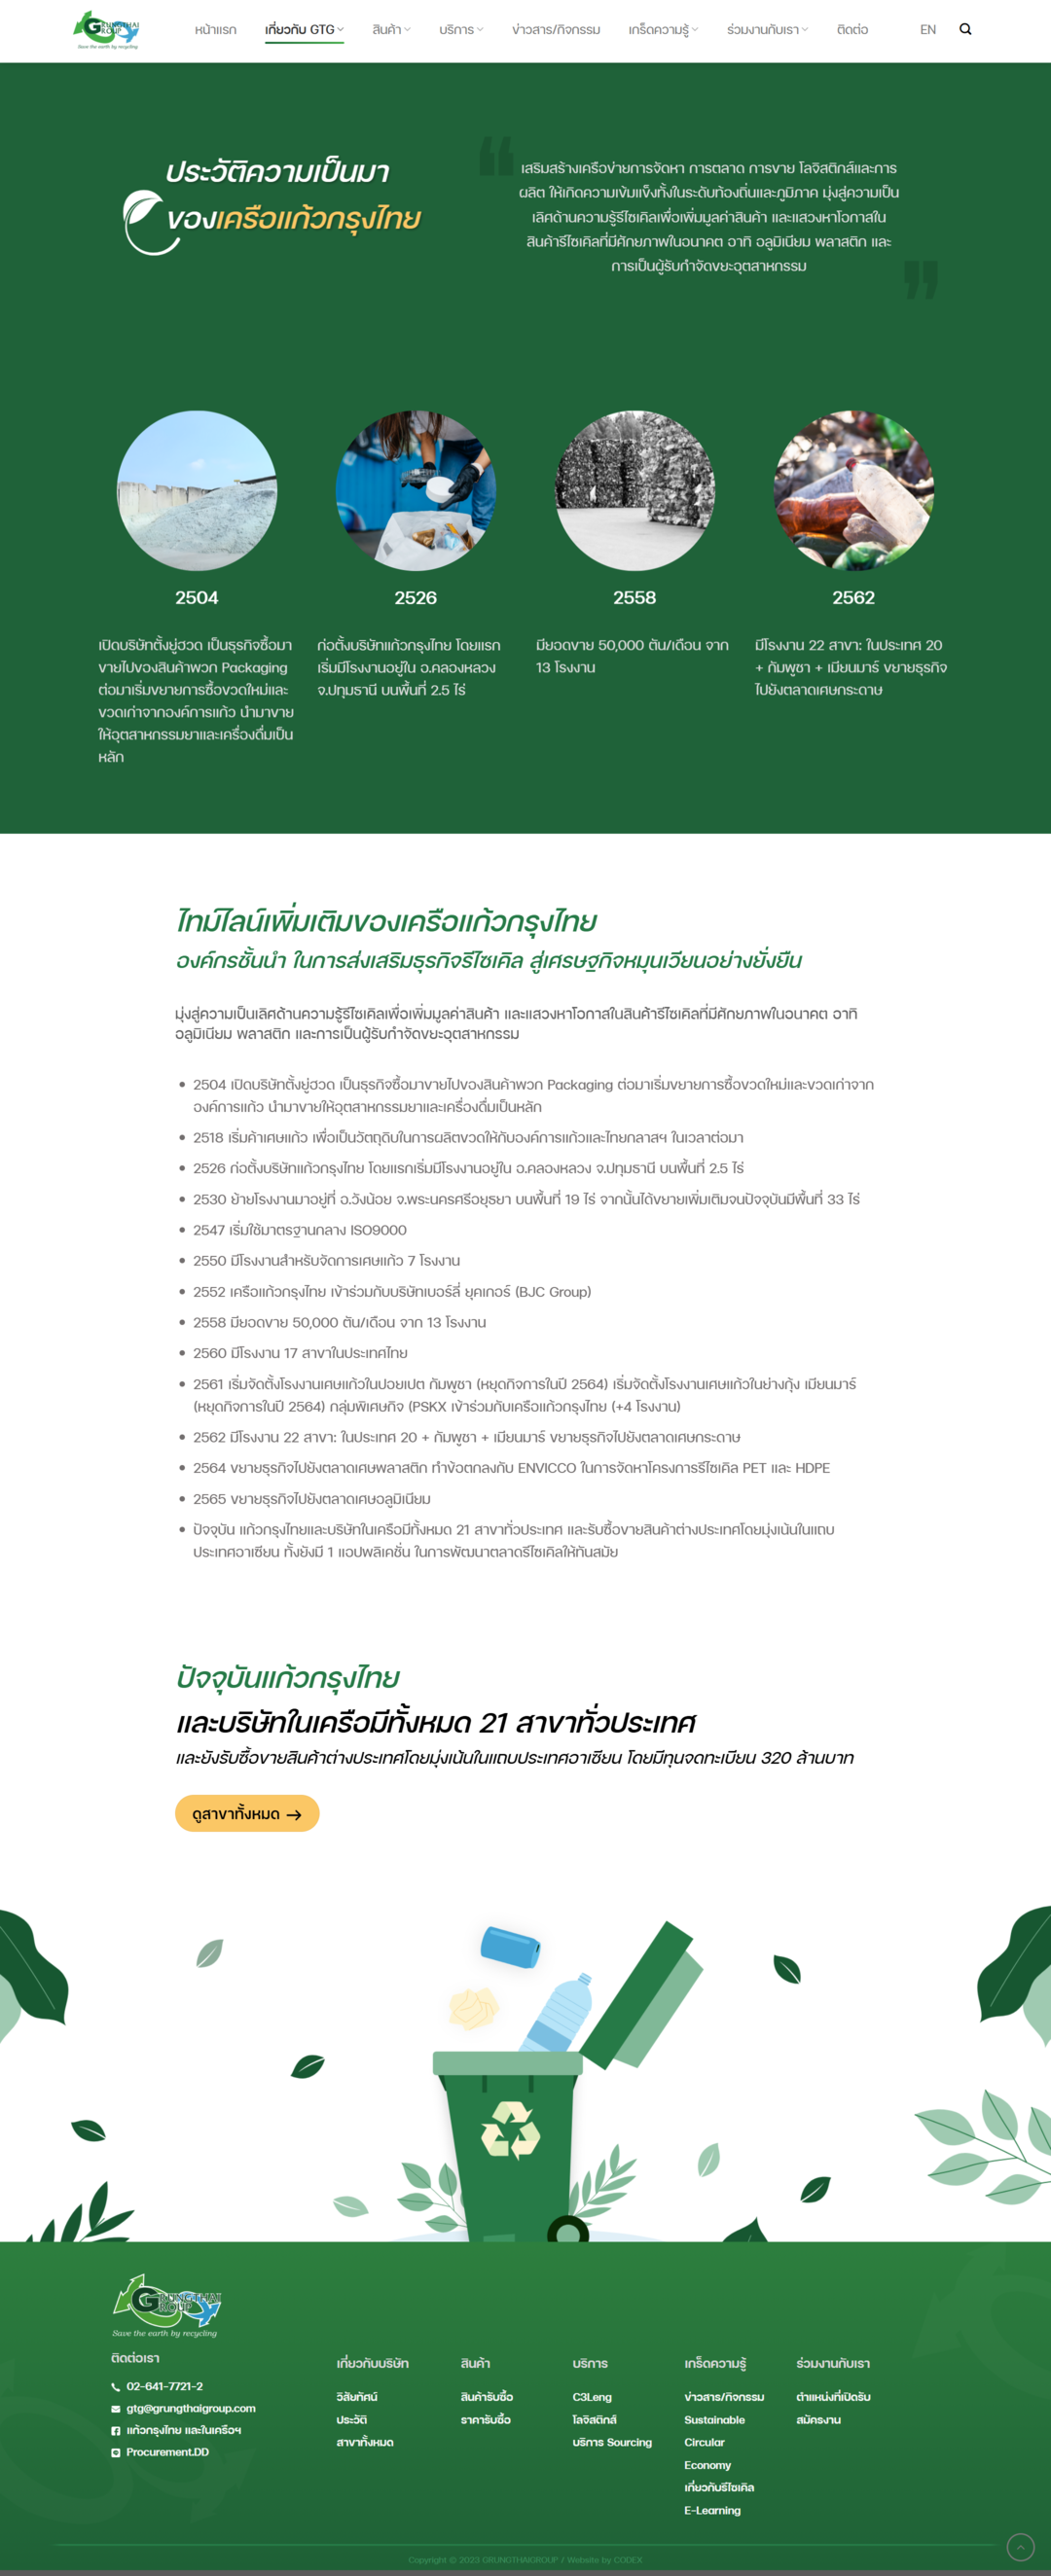 GRUNGTHAI GROUP
Save the earth by recycling
หน้าแรก
เกี่ยวกับ GTG
สินค้า
บริการ
ข่าวสาร/กิจกรรม
เกร็ดความรู้
ร่วมงานกับเรา
ติดต่อ
EN
ประวัติความเป็นมา
ของเครือแก้วกรุงไทย
“
เสริมสร้างเครือข่ายการจัดหา การตลาด การขาย โลจิสติกส์และการ
ผลิต ให้เกิดความเข้มแข็งทั้งในระดับท้องถิ่นและภูมิภาค มุ่งสู่ความเป็น
เลิศด้านความรู้รีไซเคิลเพื่อเพิ่มมูลค่าสินค้า และแสวงหาโอกาสใน
สินค้ารีไซเคิลที่มีศักยภาพในอนาคต อาทิ อลูมิเนียม พลาสติก และ
การเป็นผู้รับกำจัดขยะอุตสาหกรรม
”
2504
เปิดบริษัทตั้งยู่ฮวด เป็นธุรกิจซื้อมา
ขายไปของสินค้าพวก Packaging
ต่อมาเริ่มขยายการซื้อขวดใหม่และ
ขวดเก่าจากองค์การแก้ว นำมาขาย
ให้อุตสาหกรรมยาและเครื่องดื่มเป็น
หลัก
2526
ก่อตั้งบริษัทแก้วกรุงไทย โดยแรก
เริ่มมีโรงงานอยู่ใน อ.คลองหลวง
จ.ปทุมธานี บนพื้นที่ 2.5 ไร่
2558
มียอดขาย 50,000 ตัน/เดือน จาก
13 โรงงาน
2562
มีโรงงาน 22 สาขา: ในประเทศ 20
+ กัมพูชา + เมียนมาร์ ขยายธุรกิจ
ไปยังตลาดเศษกระดาษ
ไทม์ไลน์เพิ่มเติมของเครือแก้วกรุงไทย
องค์กรชั้นนำ ในการส่งเสริมธุรกิจรีไซเคิล สู่เศรษฐกิจหมุนเวียนอย่างยั่งยืน
มุ่งสู่ความเป็นเลิศด้านความรู้รีไซเคิลเพื่อเพิ่มมูลค่าสินค้า และแสวงหาโอกาสในสินค้ารีไซเคิลที่มีศักยภาพในอนาคต อาทิ
อลูมิเนียม พลาสติก และการเป็นผู้รับกำจัดขยะอุตสาหกรรม
• 2504 เปิดบริษัทตั้งยู่ฮวด เป็นธุรกิจซื้อมาขายไปของสินค้าพวก Packaging ต่อมาเริ่มขยายการซื้อขวดใหม่และขวดเก่าจาก
องค์การแก้ว นำมาขายให้อุตสาหกรรมยาและเครื่องดื่มเป็นหลัก
• 2518 เริ่มค้าเศษแก้ว เพื่อเป็นวัตถุดิบในการผลิตขวดให้กับองค์การแก้วและไทยกลาสฯ ในเวลาต่อมา
• 2526 ก่อตั้งบริษัทแก้วกรุงไทย โดยแรกเริ่มมีโรงงานอยู่ใน อ.คลองหลวง จ.ปทุมธานี บนพื้นที่ 2.5 ไร่
• 2530 ย้ายโรงงานมาอยู่ที่ อ.วังน้อย จ.พระนครศรีอยุธยา บนพื้นที่ 19 ไร่ จากนั้นได้ขยายเพิ่มเติมจนปัจจุบันมีพื้นที่ 33 ไร่
• 2547 เริ่มใช้มาตรฐานกลาง ISO9000
• 2550 มีโรงงานสำหรับจัดการเศษแก้ว 7 โรงงาน
• 2552 เครือแก้วกรุงไทย เข้าร่วมกับบริษัทเบอร์ลี่ ยุคเกอร์ (BJC Group)
• 2558 มียอดขาย 50,000 ตัน/เดือน จาก 13 โรงงาน
• 2560 มีโรงงาน 17 สาขาในประเทศไทย
• 2561 เริ่มจัดตั้งโรงงานเศษแก้วในปอยเปต กัมพูชา (หยุดกิจการในปี 2564) เริ่มจัดตั้งโรงงานเศษแก้วในย่างกุ้ง เมียนมาร์
(หยุดกิจการในปี 2564) กลุ่มพิเศษกิจ (PSKX เข้าร่วมกับเครือแก้วกรุงไทย (+4 โรงงาน)
• 2562 มีโรงงาน 22 สาขา: ในประเทศ 20 + กัมพูชา + เมียนมาร์ ขยายธุรกิจไปยังตลาดเศษกระดาษ
• 2564 ขยายธุรกิจไปยังตลาดเศษพลาสติก ทำข้อตกลงกับ ENVICCO ในการจัดหาโครงการรีไซเคิล PET และ HDPE
• 2565 ขยายธุรกิจไปยังตลาดเศษอลูมิเนียม
• ปัจจุบัน แก้วกรุงไทยและบริษัทในเครือมีทั้งหมด 21 สาขาทั่วประเทศ และรับซื้อขายสินค้าต่างประเทศโดยมุ่งเน้นในแถบ
ประเทศอาเซียน ทั้งยังมี 1 แอปพลิเคชั่น ในการพัฒนาตลาดรีไซเคิลให้ทันสมัย
ปัจจุบันแก้วกรุงไทย
และบริษัทในเครือมีทั้งหมด 21 สาขาทั่วประเทศ
และยังรับซื้อขายสินค้าต่างประเทศโดยมุ่งเน้นในแถบประเทศอาเซียน โดยมีทุนจดทะเบียน 320 ล้านบาท
ดูสาขาทั้งหมด →
GRUNGTHAI GROUP
Save the earth by recycling
ติดต่อเรา
02-641-7721-2
gtg@grungthaigroup.com
แก้วกรุงไทย และในเครือฯ
Procurement.DD
เกี่ยวกับบริษัท
วิสัยทัศน์
ประวัติ
สาขาทั้งหมด
สินค้า
สินค้ารับซื้อ
ราคารับซื้อ
บริการ
C3Leng
โลจิสติกส์
บริการ Sourcing
เกร็ดความรู้
ข่าวสาร/กิจกรรม
Sustainable
Circular
Economy
เกี่ยวกับรีไซเคิล
E-Learning
ร่วมงานกับเรา
ตำแหน่งที่เปิดรับ
สมัครงาน
Copyright © 2023 GRUNGTHAIGROUP / Website by CODEX